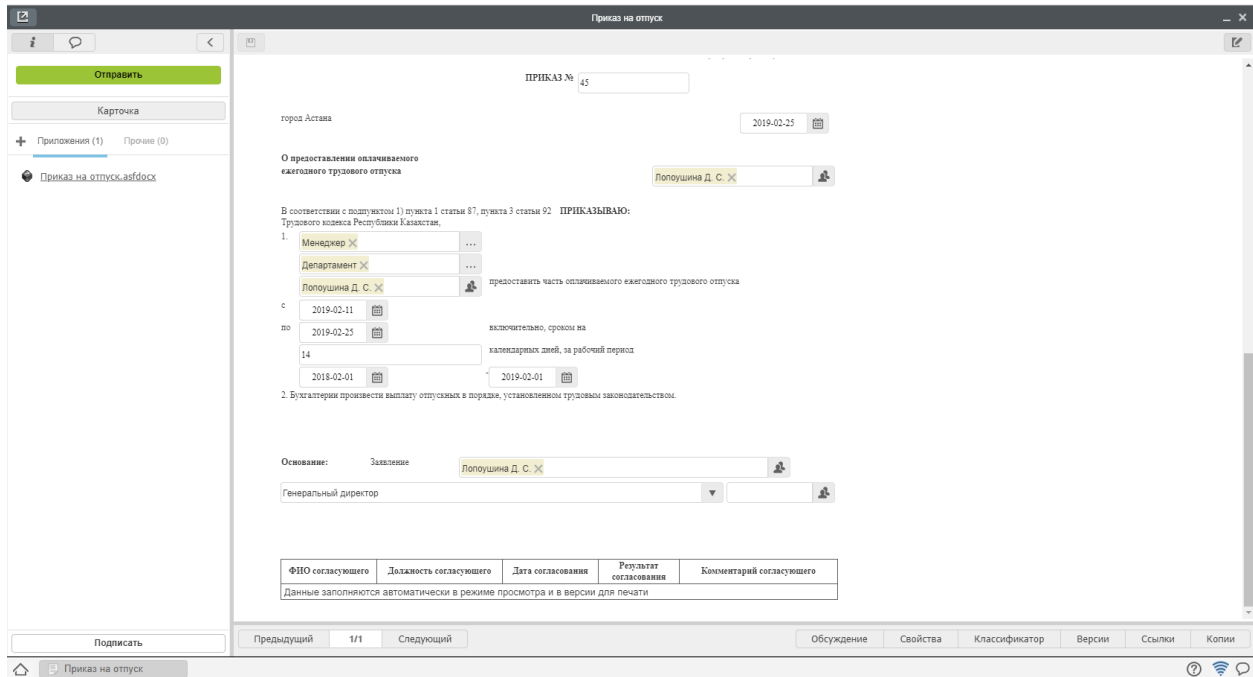 Приказ на отпуск
Отправить
Карточка
Приложения (1) Прочие (0)
Приказ на отпуск.asfdocx
ПРИКАЗ № 45
город Астана 2019-02-25
О предоставлении оплачиваемого
ежегодного трудового отпуска
Лопоушина Д. С.
В соответствии с подпунктом 1) пункта 1 статьи 87, пункта 3 статьи 92 ПРИКАЗЫВАЮ:
Трудового кодекса Республики Казахстан,
1. Менеджер ...
Департамент ...
Лопоушина Д. С. предоставить часть оплачиваемого ежегодного трудового отпуска
с 2019-02-11
по 2019-02-25 включительно, сроком на
14 календарных дней, за рабочий период
2018-02-01 - 2019-02-01
2. Бухгалтерии произвести выплату отпускных в порядке, установленном трудовым законодательством.
Основание: Заявление Лопоушина Д. С.
Генеральный директор
ФИО согласующего Должность согласующего Дата согласования Результат согласования Комментарий согласующего
Данные заполняются автоматически в режиме просмотра и в версии для печати
Подписать
Предыдущий 1/1 Следующий Обсуждение Свойства Классификатор Версии Ссылки Копии
Приказ на отпуск